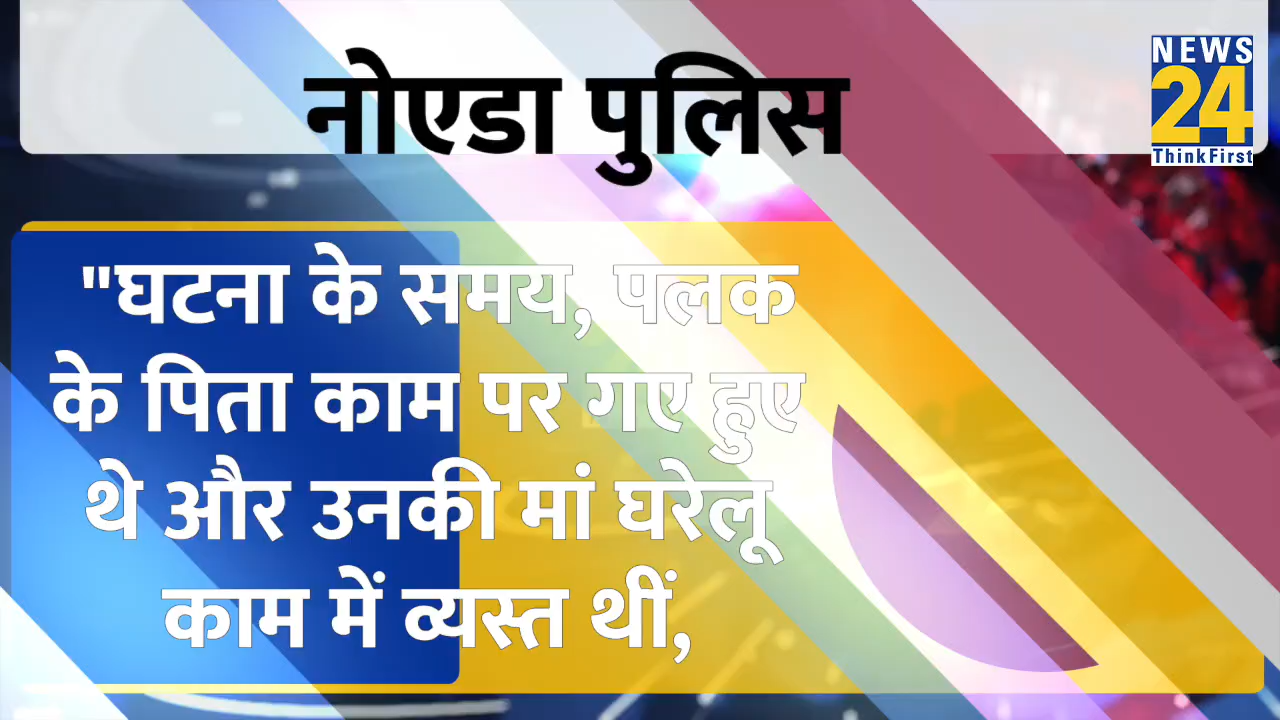 नोएडा पुलिस
NEWS
24
ThinkFirst
"घटना के समय, पलक
के पिता काम पर गए हुए
थे और उनकी मां घरेलू
काम में व्यस्त थीं,